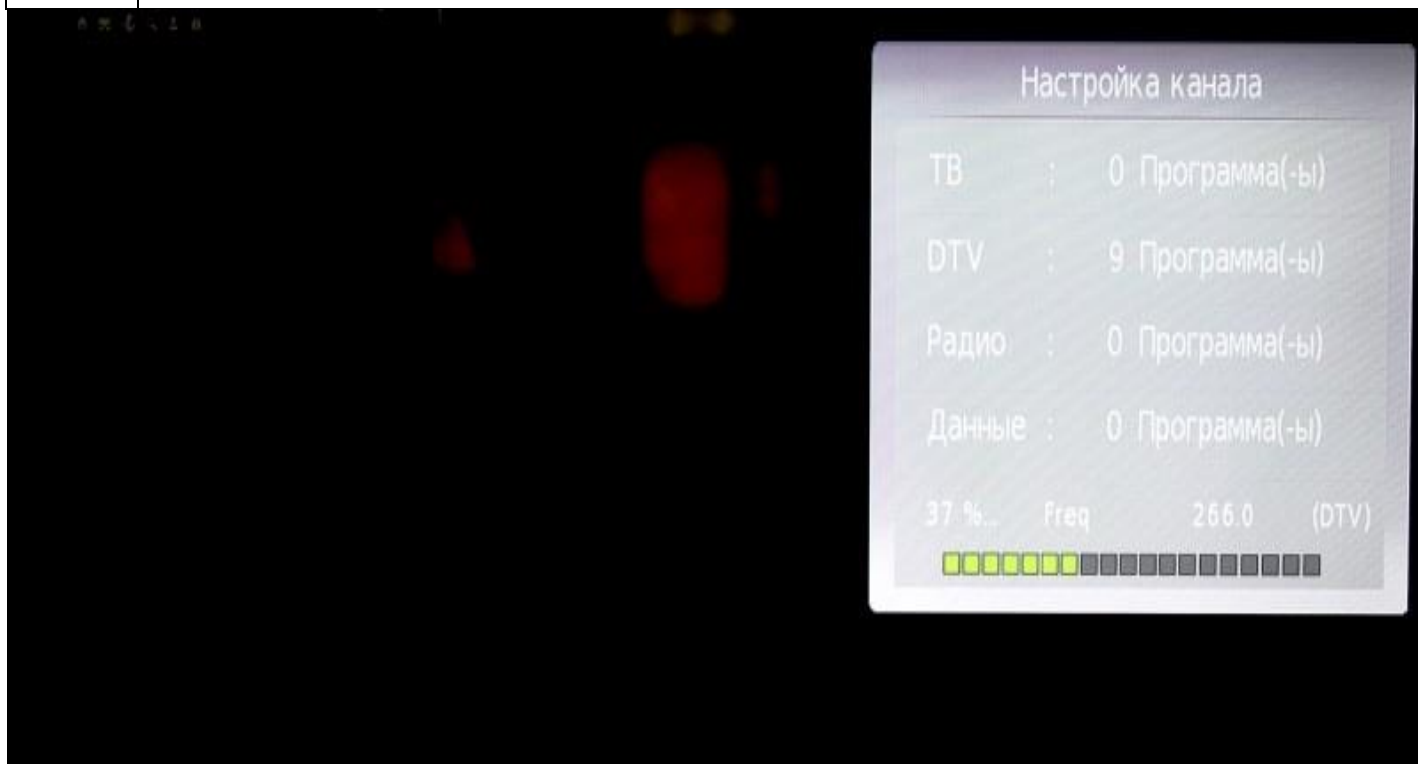 Настройка канала
ТВ : 0 Программа(-ы)
DTV : 9 Программа(-ы)
Радио : 0 Программа(-ы)
Данные : 0 Программа(-ы)
37 %... Freq 266.0 (DTV)